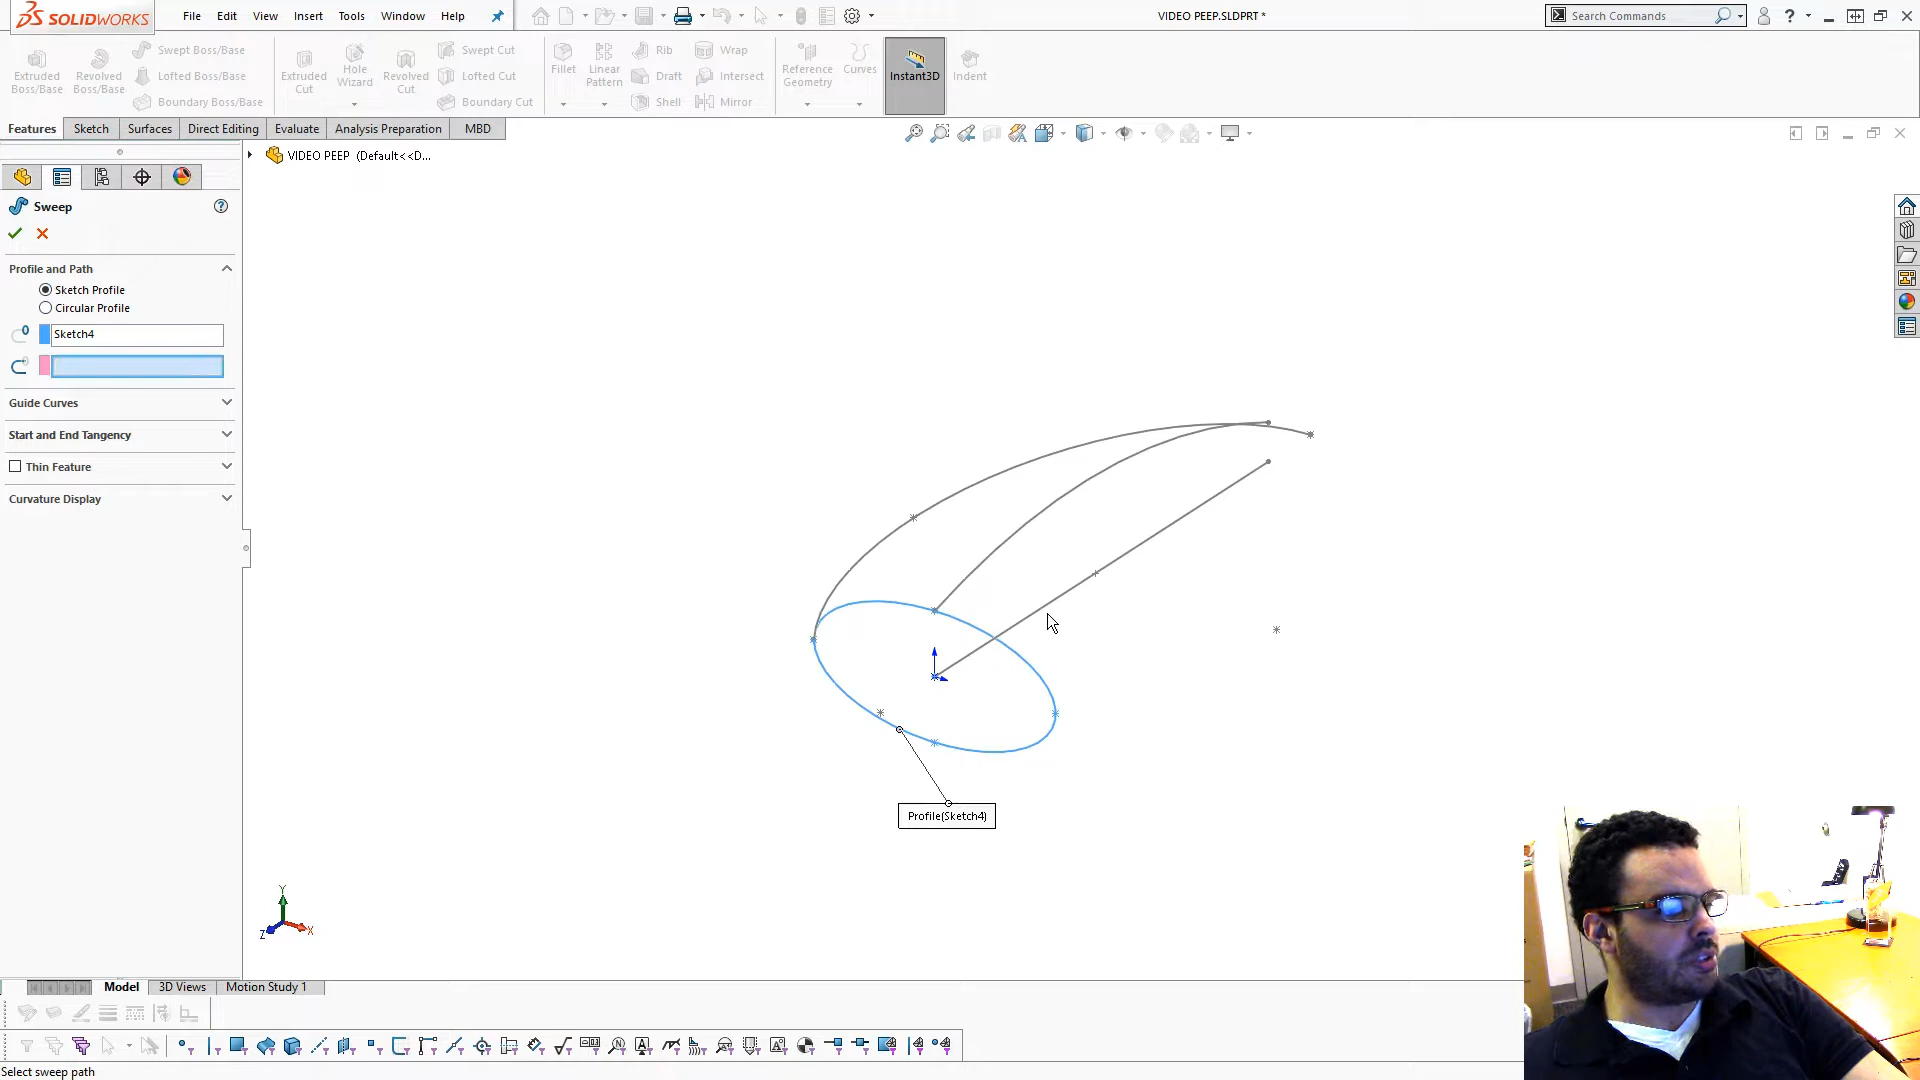 SOLIDWORKS
File Edit View Insert Tools Window Help
VIDEO PEEP.SLDPRT *
Search Commands
Extruded Boss/Base
Revolved Boss/Base
Swept Boss/Base
Lofted Boss/Base
Boundary Boss/Base
Extruded Cut
Hole Wizard
Revolved Cut
Swept Cut
Lofted Cut
Boundary Cut
Fillet
Linear Pattern
Rib
Draft
Shell
Wrap
Intersect
Mirror
Reference Geometry
Curves
Instant3D
Indent
Features Sketch Surfaces Direct Editing Evaluate Analysis Preparation MBD
VIDEO PEEP (Default<<D...
Sweep
Profile and Path
Sketch Profile
Circular Profile
Sketch4
Guide Curves
Start and End Tangency
Thin Feature
Curvature Display
Profile(Sketch4)
Y
Z
X
Model 3D Views Motion Study 1
Select sweep path